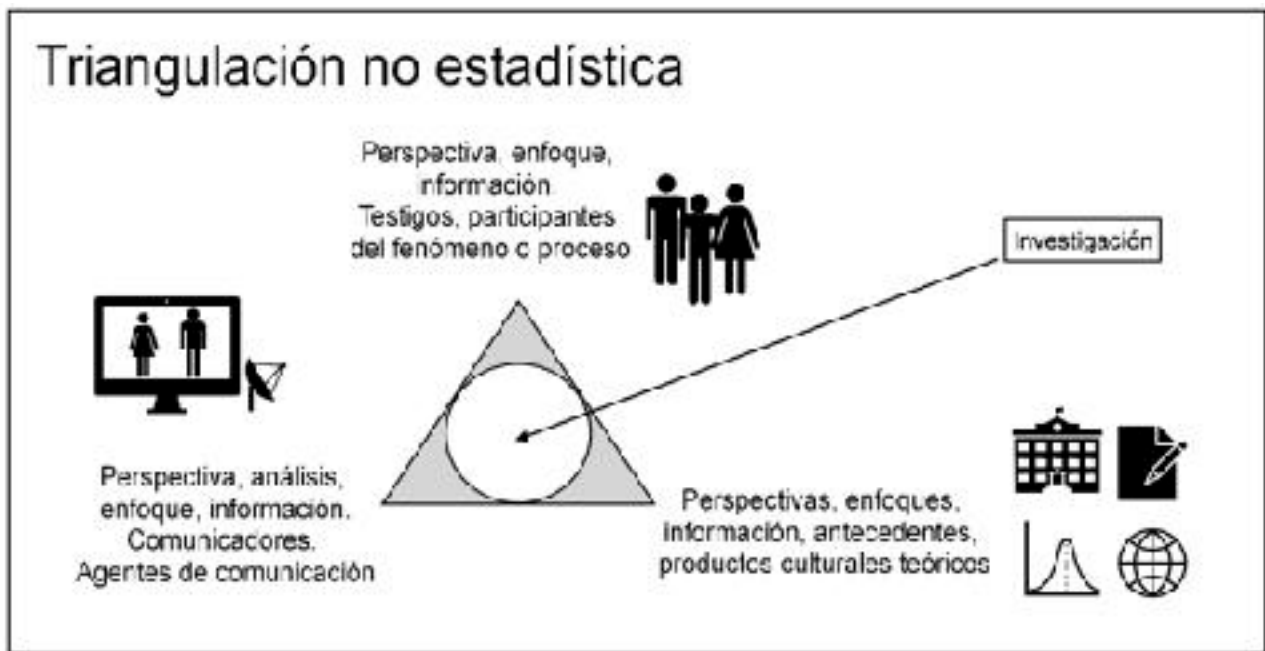 Triangulación no estadística
Perspectiva, enfoque,
información
Testigos, participantes
del fenómeno o proceso
Investigación
Perspectiva, análisis,
enfoque, información.
Comunicadores.
Agentes de comunicación
Perspectivas, enfoques,
información, antecedentes,
productos culturales teóricos